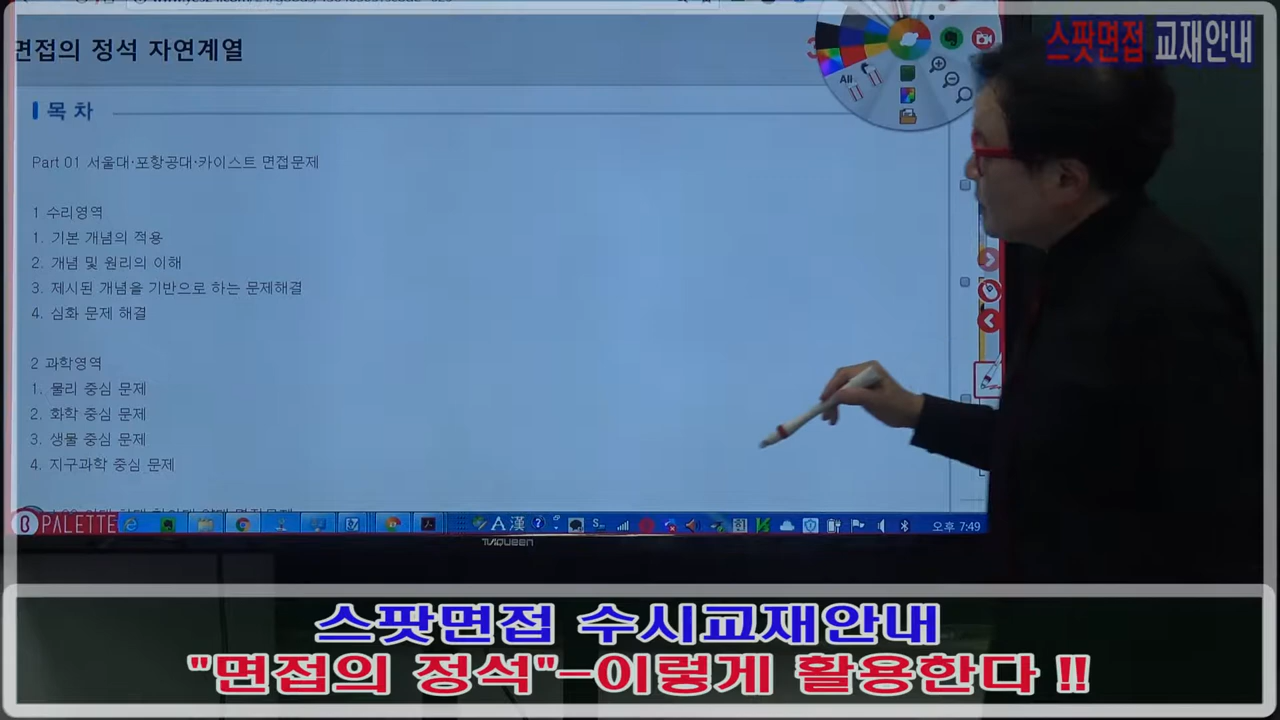 스팟면접 교재안내
면접의 정석 자연계열
목 차
All
Part 01 서울대·포항공대·카이스트 면접문제
1 수리영역
1. 기본 개념의 적용
2. 개념 및 원리의 이해
3. 제시된 개념을 기반으로 하는 문제해결
4. 심화 문제 해결
2 과학영역
1. 물리 중심 문제
2. 화학 중심 문제
3. 생물 중심 문제
4. 지구과학 중심 문제
PALETTE A 漢 오후 7:49
스팟면접 수시교재안내
"면접의 정석"-이렇게 활용한다 !!